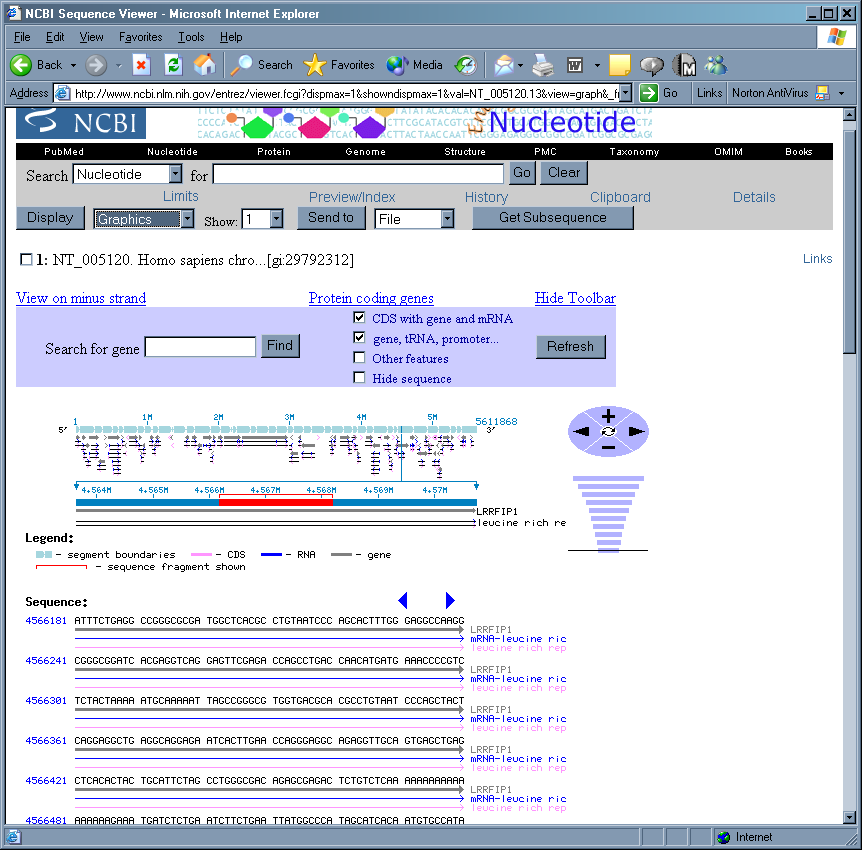 NCBI Sequence Viewer - Microsoft Internet Explorer
File Edit View Favorites Tools Help
Back Search Favorites Media
Address http://www.ncbi.nlm.nih.gov/entrez/viewer.fcgi?dispmax=1&showndispmax=1&val=NT_005120.13&view=graph&_fi Go Links Norton AntiVirus
NCBI Nucleotide
PubMed Nucleotide Protein Genome Structure PMC Taxonomy OMIM Books
Search Nucleotide for Go Clear
Limits Preview/Index History Clipboard Details
Display Graphics Show: 1 Send to File Get Subsequence
1: NT_005120. Homo sapiens chro...[gi:29792312] Links
View on minus strand Protein coding genes Hide Toolbar
CDS with gene and mRNA
Search for gene Find gene, tRNA, promoter... Refresh
Other features
Hide sequence
1 1M 2M 3M 4M 5M 5611868
5' 3'
4.564M 4.565M 4.566M 4.567M 4.568M 4.569M 4.57M
LRRFIP1
leucine rich re
Legend:
- segment boundaries - CDS - RNA - gene
- sequence fragment shown
Sequence:
4566181 ATTTCTGAGG CCGGGCGCGA TGGCTCACGC CTGTAATCCC AGCACTTTGG GAGGCCAAGG
LRRFIP1
mRNA-leucine ric
leucine rich rep
4566241 CGGGCGGATC ACGAGGTCAG GAGTTCGAGA CCAGCCTGAC CAACATGATG AAACCCCGTC
LRRFIP1
mRNA-leucine ric
leucine rich rep
4566301 TCTACTAAAA ATGCAAAAAT TAGCCGGGCG TGGTGACGCA CGCCTGTAAT CCCAGCTACT
LRRFIP1
mRNA-leucine ric
leucine rich rep
4566361 CAGGAGGCTG AGGCAGGAGA ATCACTTGAA CCAGGGAGGC AGAGGTTGCA GTGAGCTGAG
LRRFIP1
mRNA-leucine ric
leucine rich rep
4566421 CTCACACTAC TGCATTCTAG CCTGGGCGAC AGAGCGAGAC TCTGTCTCAA AAAAAAAAAA
LRRFIP1
mRNA-leucine ric
leucine rich rep
4566481 AAAAAAGAAA TGATCTCTGA ATCTTCTGAA TTATGGCCCA TAGCATCACA ATGTGCCATA
Internet